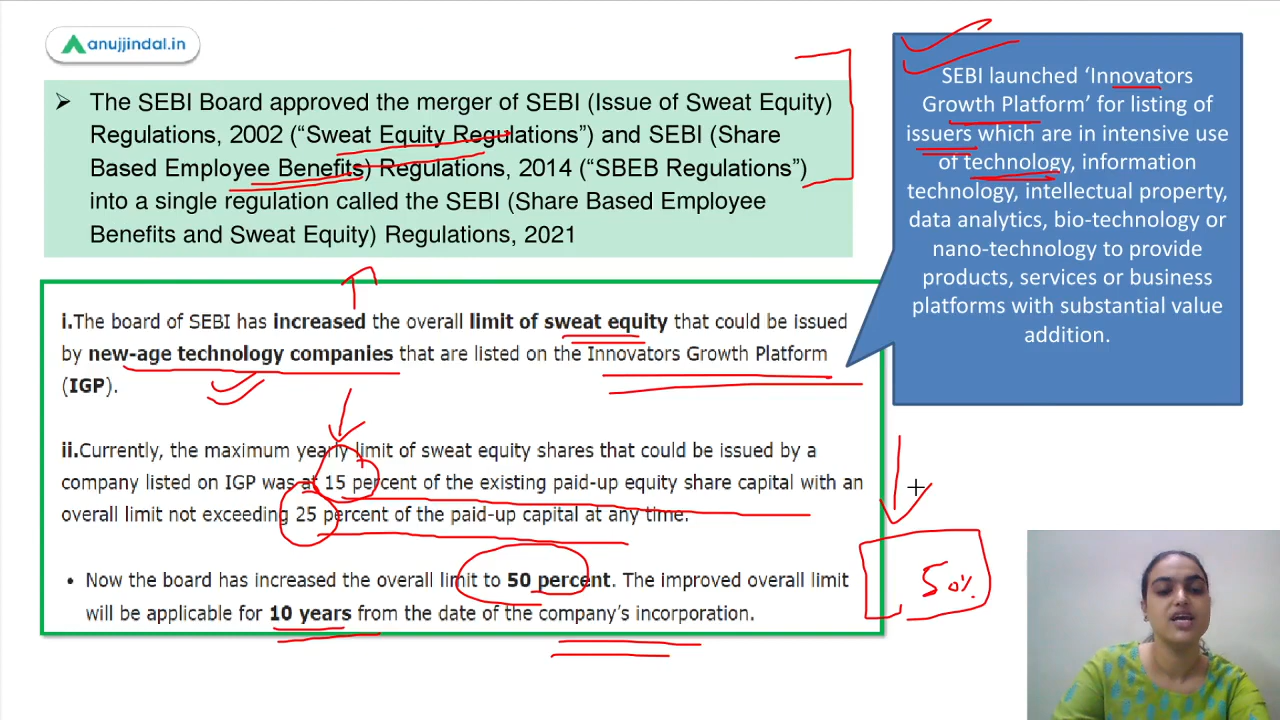 anujjindal.in
➢ The SEBI Board approved the merger of SEBI (Issue of Sweat Equity)
Regulations, 2002 (“Sweat Equity Regulations”) and SEBI (Share
Based Employee Benefits) Regulations, 2014 (“SBEB Regulations”)
into a single regulation called the SEBI (Share Based Employee
Benefits and Sweat Equity) Regulations, 2021
SEBI launched ‘Innovators
Growth Platform’ for listing of
issuers which are in intensive use
of technology, information
technology, intellectual property,
data analytics, bio-technology or
nano-technology to provide
products, services or business
platforms with substantial value
addition.
i.The board of SEBI has increased the overall limit of sweat equity that could be issued
by new-age technology companies that are listed on the Innovators Growth Platform
(IGP).
ii.Currently, the maximum yearly limit of sweat equity shares that could be issued by a
company listed on IGP was at 15 percent of the existing paid-up equity share capital with an
overall limit not exceeding 25 percent of the paid-up capital at any time.
• Now the board has increased the overall limit to 50 percent. The improved overall limit
will be applicable for 10 years from the date of the company’s incorporation.
50%